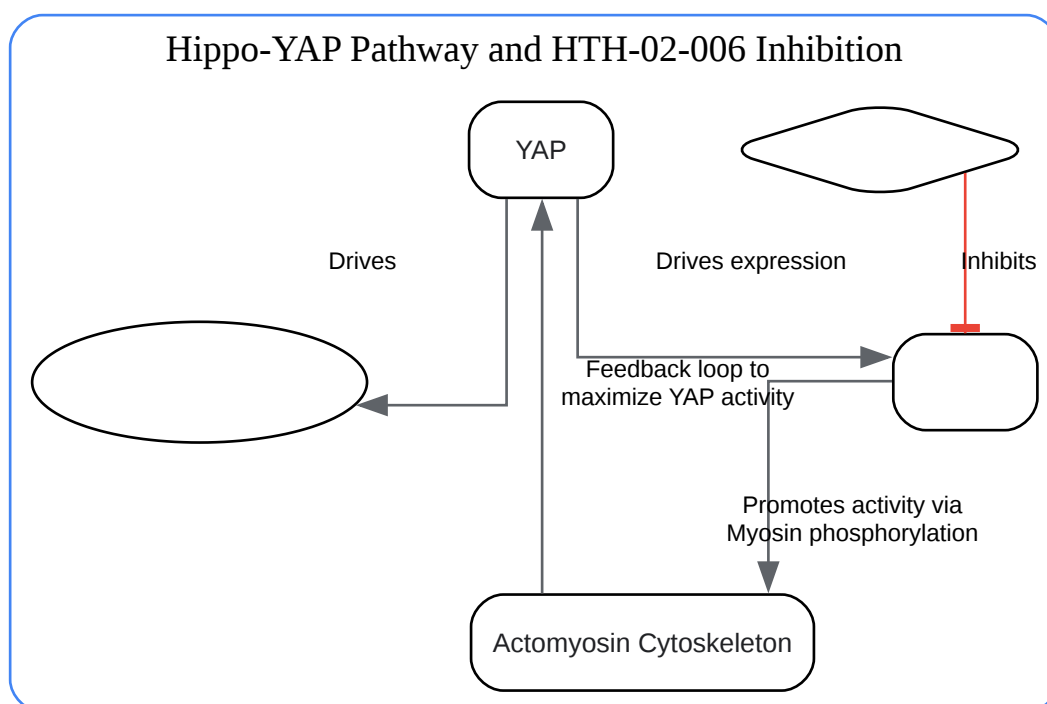 Hippo-YAP Pathway and HTH-02-006 Inhibition
YAP
Drives
Drives expression
Inhibits
Feedback loop to
maximize YAP activity
Promotes activity via
Myosin phosphorylation
Actomyosin Cytoskeleton